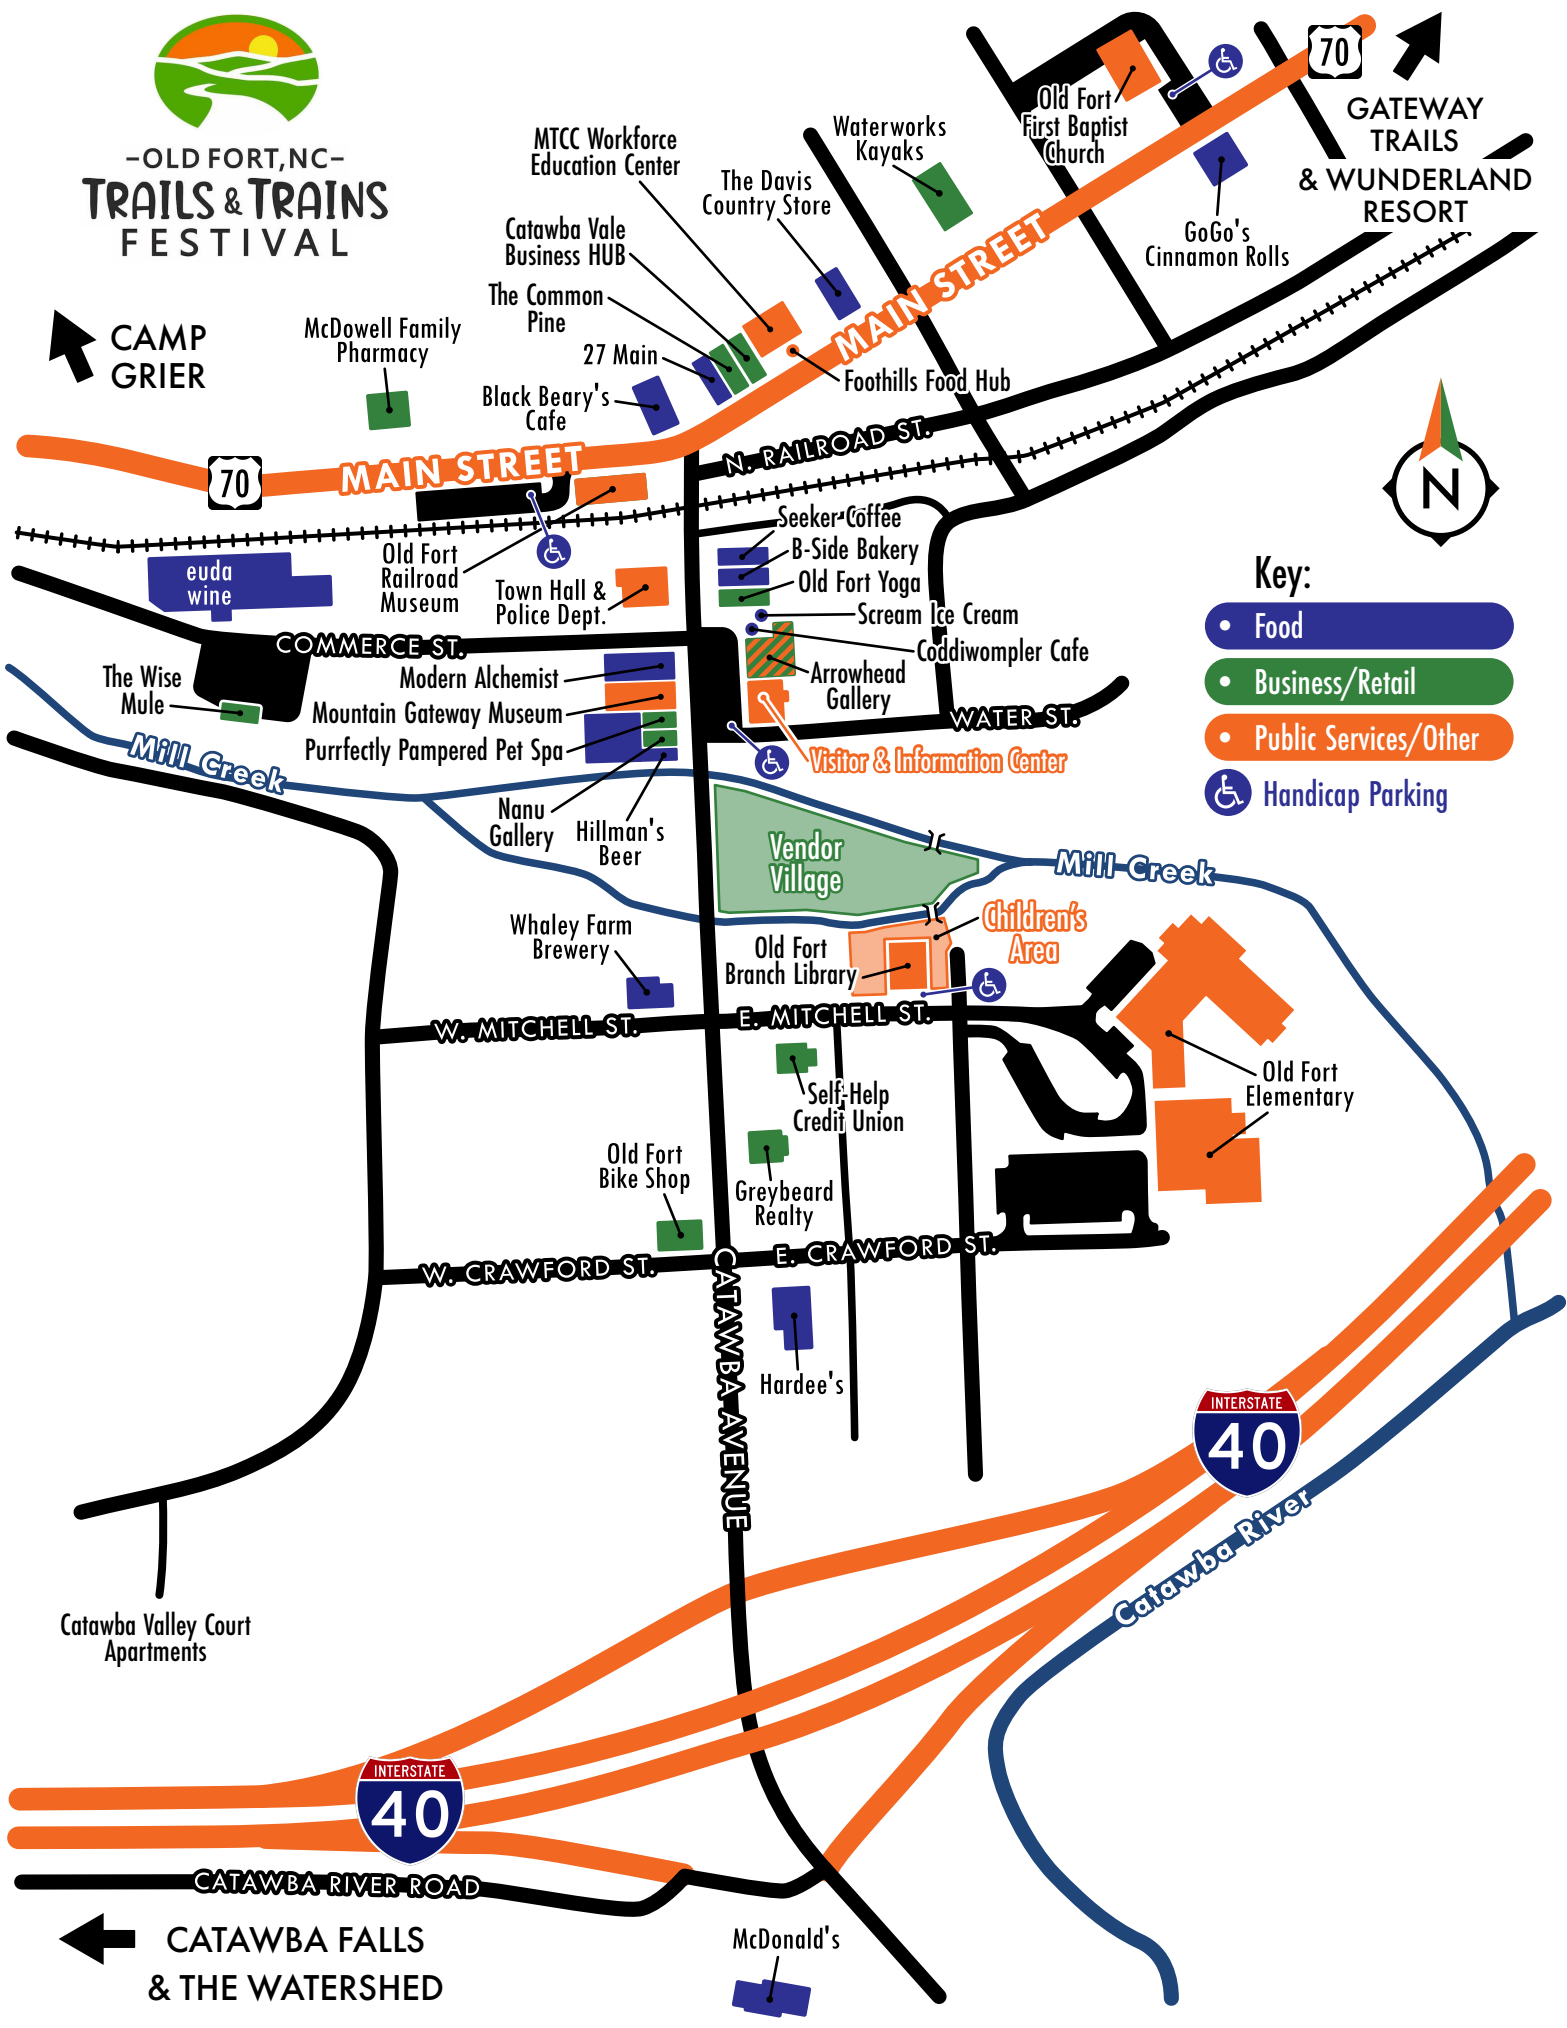 -OLD FORT, NC-
TRAILS & TRAINS
FESTIVAL
70
GATEWAY
TRAILS
& WUNDERLAND
RESORT
Old Fort
First Baptist
Church
Waterworks
Kayaks
MTCC Workforce
Education Center
The Davis
Country Store
GoGo's
Cinnamon Rolls
Catawba Vale
Business HUB
The Common
Pine
27 Main
MAIN STREET
CAMP
GRIER
McDowell Family
Pharmacy
Black Beary's
Cafe
Foothills Food Hub
N. RAILROAD ST.
70
MAIN STREET
N
Seeker Coffee
B-Side Bakery
Old Fort Yoga
Scream Ice Cream
Coddiwompler Cafe
Arrowhead
Gallery
Old Fort
Railroad
Museum
Town Hall &
Police Dept.
euda
wine
COMMERCE ST.
The Wise
Mule
Modern Alchemist
Mountain Gateway Museum
Purrfectly Pampered Pet Spa
WATER ST.
Visitor & Information Center
Key:
Food
Business/Retail
Public Services/Other
Handicap Parking
Mill Creek
Nanu
Gallery
Hillman's
Beer
Vendor
Village
Mill Creek
Children's
Area
Whaley Farm
Brewery
Old Fort
Branch Library
W. MITCHELL ST.
E. MITCHELL ST.
Old Fort
Elementary
Self-Help
Credit Union
Old Fort
Bike Shop
Greybeard
Realty
W. CRAWFORD ST.
E. CRAWFORD ST.
CATAWBA AVENUE
Hardee's
INTERSTATE
40
Catawba River
Catawba Valley Court
Apartments
INTERSTATE
40
CATAWBA RIVER ROAD
CATAWBA FALLS
& THE WATERSHED
McDonald's